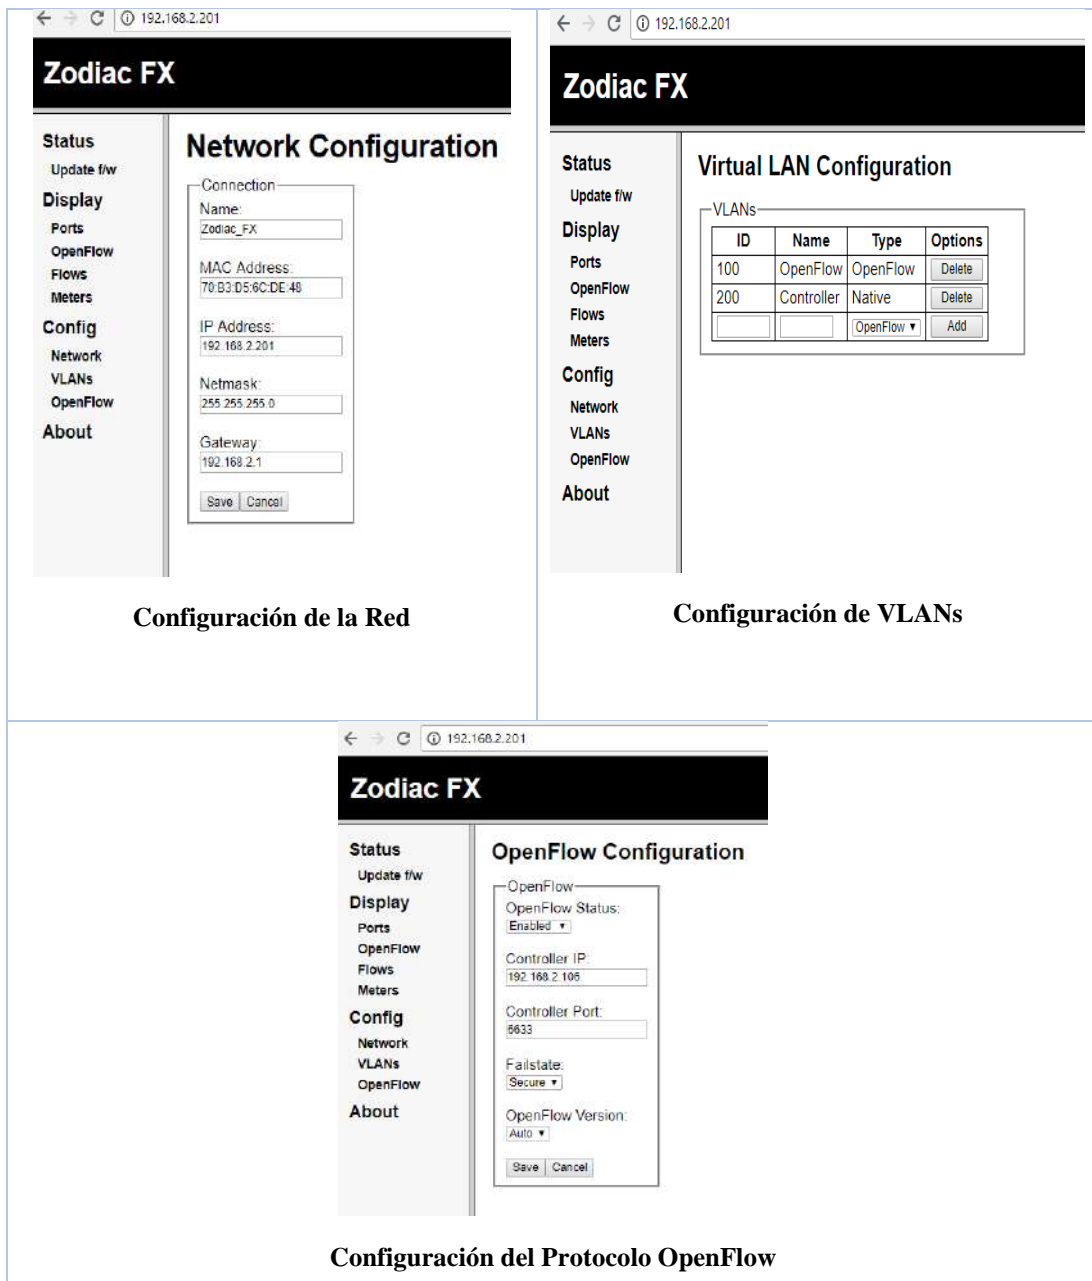 192.168.2.201
Zodiac FX
Status
Update f/w
Display
Ports
OpenFlow
Flows
Meters
Config
Network
VLANs
OpenFlow
About
Network Configuration
Connection
Name:
Zodiac_FX
MAC Address:
70:B3:D5:6C:DE:48
IP Address:
192.168.2.201
Netmask:
255.255.255.0
Gateway:
192.168.2.1
Save Cancel
Configuración de la Red
192.168.2.201
Zodiac FX
Status
Update f/w
Display
Ports
OpenFlow
Flows
Meters
Config
Network
VLANs
OpenFlow
About
Virtual LAN Configuration
VLANs
ID Name Type Options
100 OpenFlow OpenFlow Delete
200 Controller Native Delete
OpenFlow Add
Configuración de VLANs
192.168.2.201
Zodiac FX
Status
Update f/w
Display
Ports
OpenFlow
Flows
Meters
Config
Network
VLANs
OpenFlow
About
OpenFlow Configuration
OpenFlow
OpenFlow Status:
Enabled
Controller IP:
192.168.2.106
Controller Port:
6633
Failstate:
Secure
OpenFlow Version:
Auto
Save Cancel
Configuración del Protocolo OpenFlow